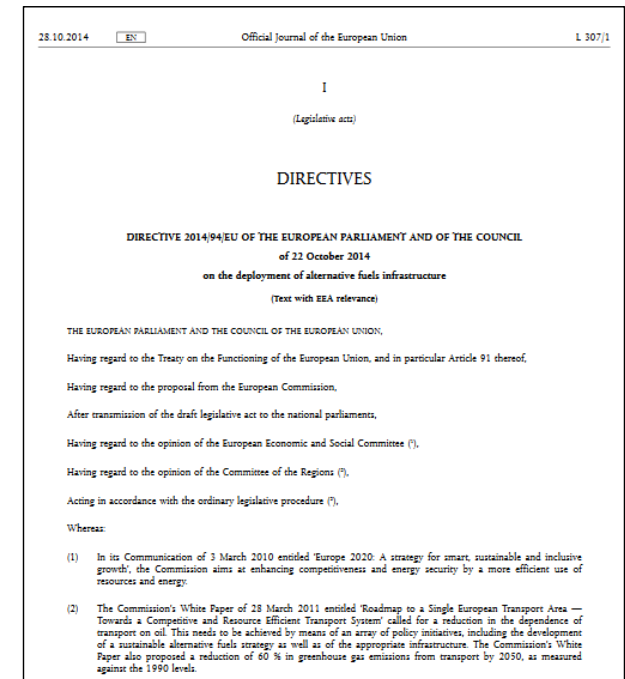 28.10.2014 EN Official Journal of the European Union L 307/1
I
(Legislative acts)
DIRECTIVES
DIRECTIVE 2014/94/EU OF THE EUROPEAN PARLIAMENT AND OF THE COUNCIL
of 22 October 2014
on the deployment of alternative fuels infrastructure
(Text with EEA relevance)
THE EUROPEAN PARLIAMENT AND THE COUNCIL OF THE EUROPEAN UNION,
Having regard to the Treaty on the Functioning of the European Union, and in particular Article 91 thereof,
Having regard to the proposal from the European Commission,
After transmission of the draft legislative act to the national parliaments,
Having regard to the opinion of the European Economic and Social Committee (¹),
Having regard to the opinion of the Committee of the Regions (²),
Acting in accordance with the ordinary legislative procedure (³),
Whereas:
(1) In its Communication of 3 March 2010 entitled 'Europe 2020: A strategy for smart, sustainable and inclusive
growth', the Commission aims at enhancing competitiveness and energy security by a more efficient use of
resources and energy.
(2) The Commission's White Paper of 28 March 2011 entitled 'Roadmap to a Single European Transport Area —
Towards a Competitive and Resource Efficient Transport System' called for a reduction in the dependence of
transport on oil. This needs to be achieved by means of an array of policy initiatives, including the development
of a sustainable alternative fuels strategy as well as of the appropriate infrastructure. The Commission's White
Paper also proposed a reduction of 60 % in greenhouse gas emissions from transport by 2050, as measured
against the 1990 levels.